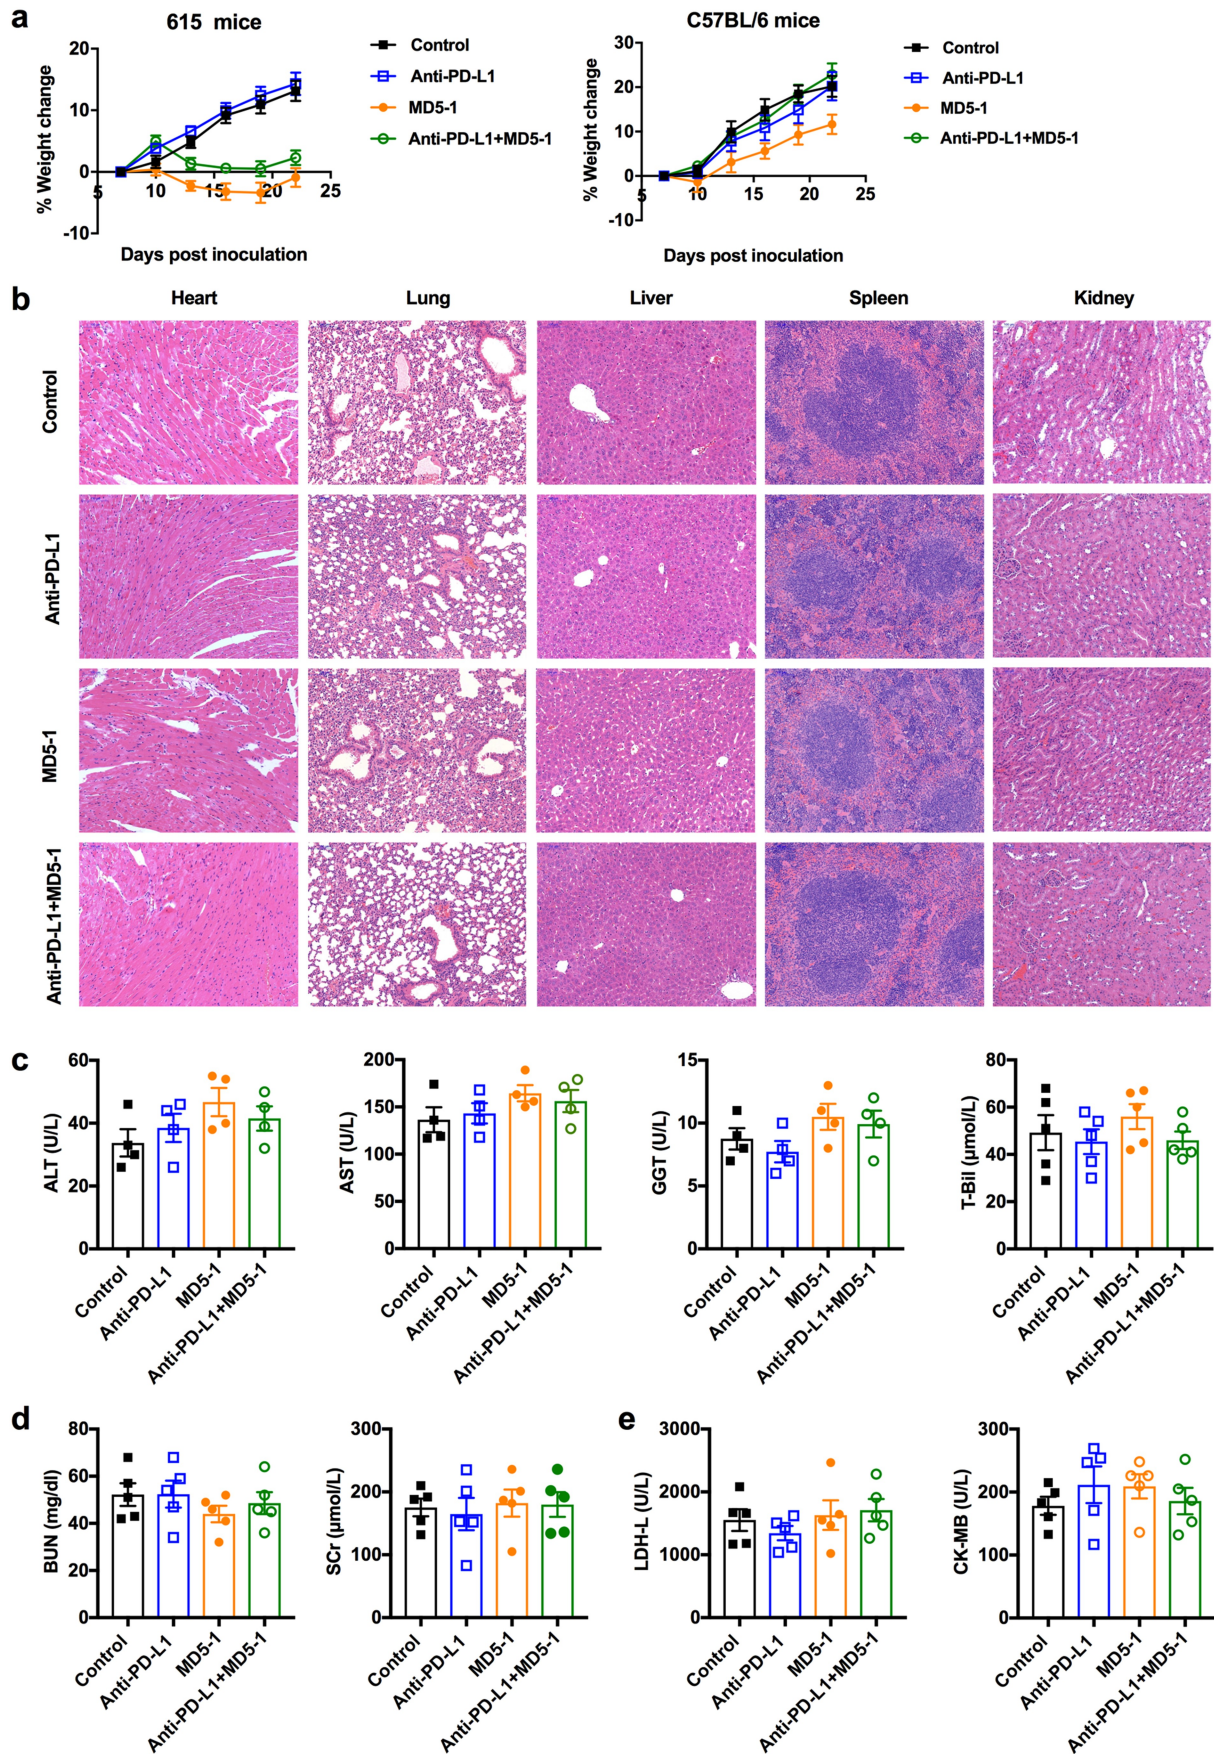 a
615 mice
C57BL/6 mice
% Weight change
20
10
0
-10
5
10
15
20
25
Days post inoculation
Control
Anti-PD-L1
MD5-1
Anti-PD-L1+MD5-1
% Weight change
30
20
10
0
-10
5
10
15
20
25
Days post inoculation
Control
Anti-PD-L1
MD5-1
Anti-PD-L1+MD5-1
b
Heart Lung Liver Spleen Kidney
Control
Anti-PD-L1
MD5-1
Anti-PD-L1+MD5-1
c
ALT (U/L)
60
40
20
0
Control
Anti-PD-L1
MD5-1
Anti-PD-L1+MD5-1
AST (U/L)
200
150
100
50
0
Control
Anti-PD-L1
MD5-1
Anti-PD-L1+MD5-1
GGT (U/L)
15
10
5
0
Control
Anti-PD-L1
MD5-1
Anti-PD-L1+MD5-1
T-Bil (μmol/L)
80
60
40
20
0
Control
Anti-PD-L1
MD5-1
Anti-PD-L1+MD5-1
d
BUN (mg/dl)
80
60
40
20
0
Control
Anti-PD-L1
MD5-1
Anti-PD-L1+MD5-1
SCr (μmol/L)
300
200
100
0
Control
Anti-PD-L1
MD5-1
Anti-PD-L1+MD5-1
e
LDH-L (U/L)
3000
2000
1000
0
Control
Anti-PD-L1
MD5-1
Anti-PD-L1+MD5-1
CK-MB (U/L)
300
200
100
0
Control
Anti-PD-L1
MD5-1
Anti-PD-L1+MD5-1